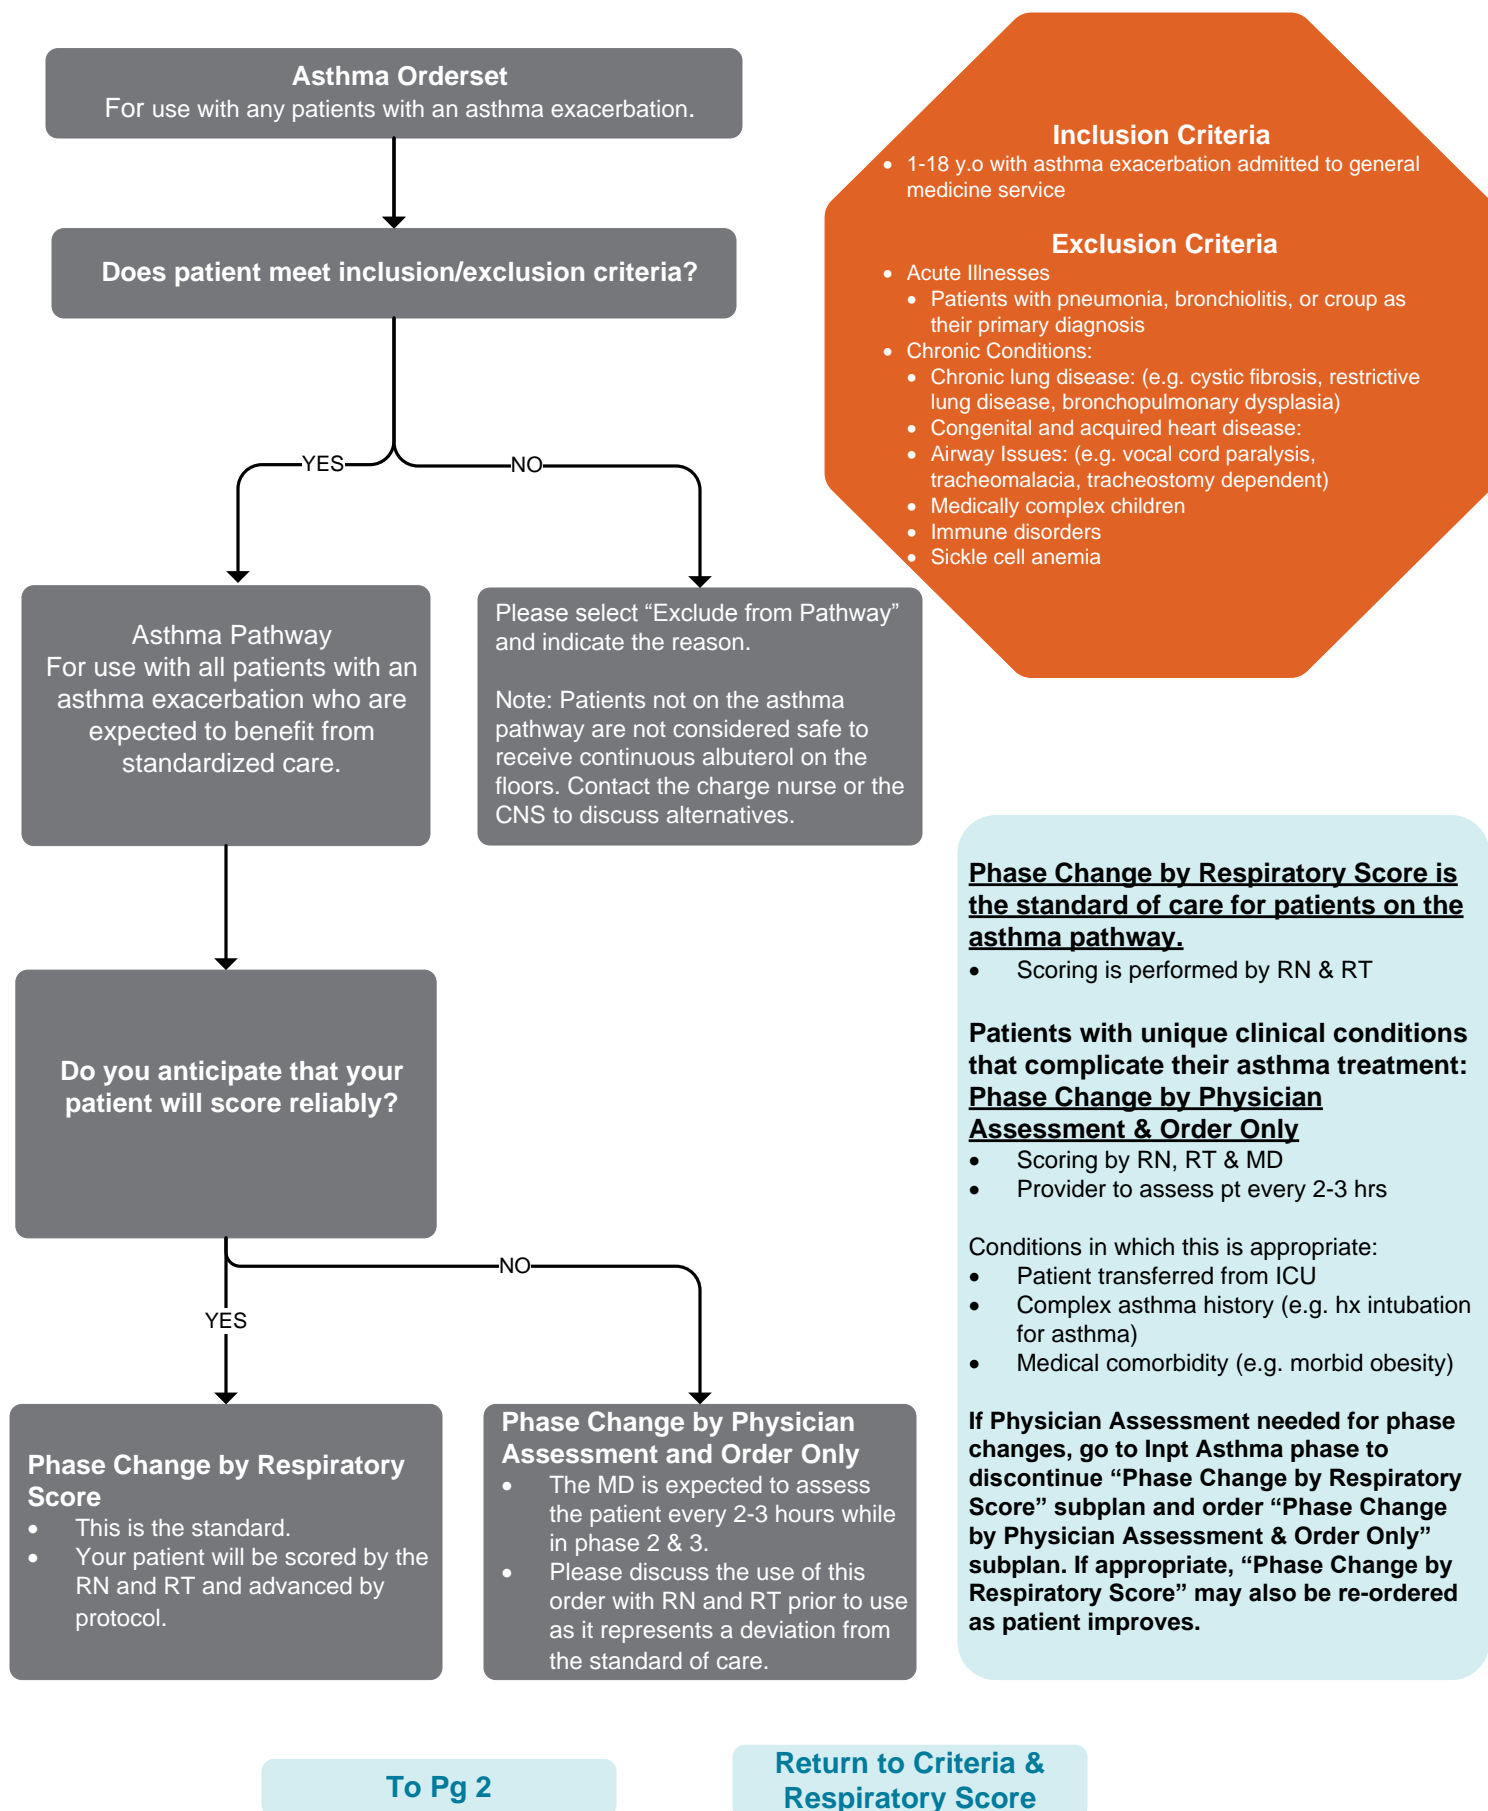 Asthma Orderset
For use with any patients with an asthma exacerbation.
Does patient meet inclusion/exclusion criteria?
YES
NO
Asthma Pathway
For use with all patients with an
asthma exacerbation who are
expected to benefit from
standardized care.
Please select “Exclude from Pathway”
and indicate the reason.
Note: Patients not on the asthma
pathway are not considered safe to
receive continuous albuterol on the
floors. Contact the charge nurse or the
CNS to discuss alternatives.
Do you anticipate that your
patient will score reliably?
NO
YES
Phase Change by Respiratory
Score
• This is the standard.
• Your patient will be scored by the
RN and RT and advanced by
protocol.
Phase Change by Physician
Assessment and Order Only
• The MD is expected to assess
the patient every 2-3 hours while
in phase 2 & 3.
• Please discuss the use of this
order with RN and RT prior to use
as it represents a deviation from
the standard of care.
Inclusion Criteria
• 1-18 y.o with asthma exacerbation admitted to general
medicine service
Exclusion Criteria
• Acute Illnesses
• Patients with pneumonia, bronchiolitis, or croup as
their primary diagnosis
• Chronic Conditions:
• Chronic lung disease: (e.g. cystic fibrosis, restrictive
lung disease, bronchopulmonary dysplasia)
• Congenital and acquired heart disease:
• Airway Issues: (e.g. vocal cord paralysis,
tracheomalacia, tracheostomy dependent)
• Medically complex children
• Immune disorders
• Sickle cell anemia
Phase Change by Respiratory Score is
the standard of care for patients on the
asthma pathway.
• Scoring is performed by RN & RT
Patients with unique clinical conditions
that complicate their asthma treatment:
Phase Change by Physician
Assessment & Order Only
• Scoring by RN, RT & MD
• Provider to assess pt every 2-3 hrs
Conditions in which this is appropriate:
• Patient transferred from ICU
• Complex asthma history (e.g. hx intubation
for asthma)
• Medical comorbidity (e.g. morbid obesity)
If Physician Assessment needed for phase
changes, go to Inpt Asthma phase to
discontinue “Phase Change by Respiratory
Score” subplan and order “Phase Change
by Physician Assessment & Order Only”
subplan. If appropriate, “Phase Change by
Respiratory Score” may also be re-ordered
as patient improves.
To Pg 2
Return to Criteria &
Respiratory Score